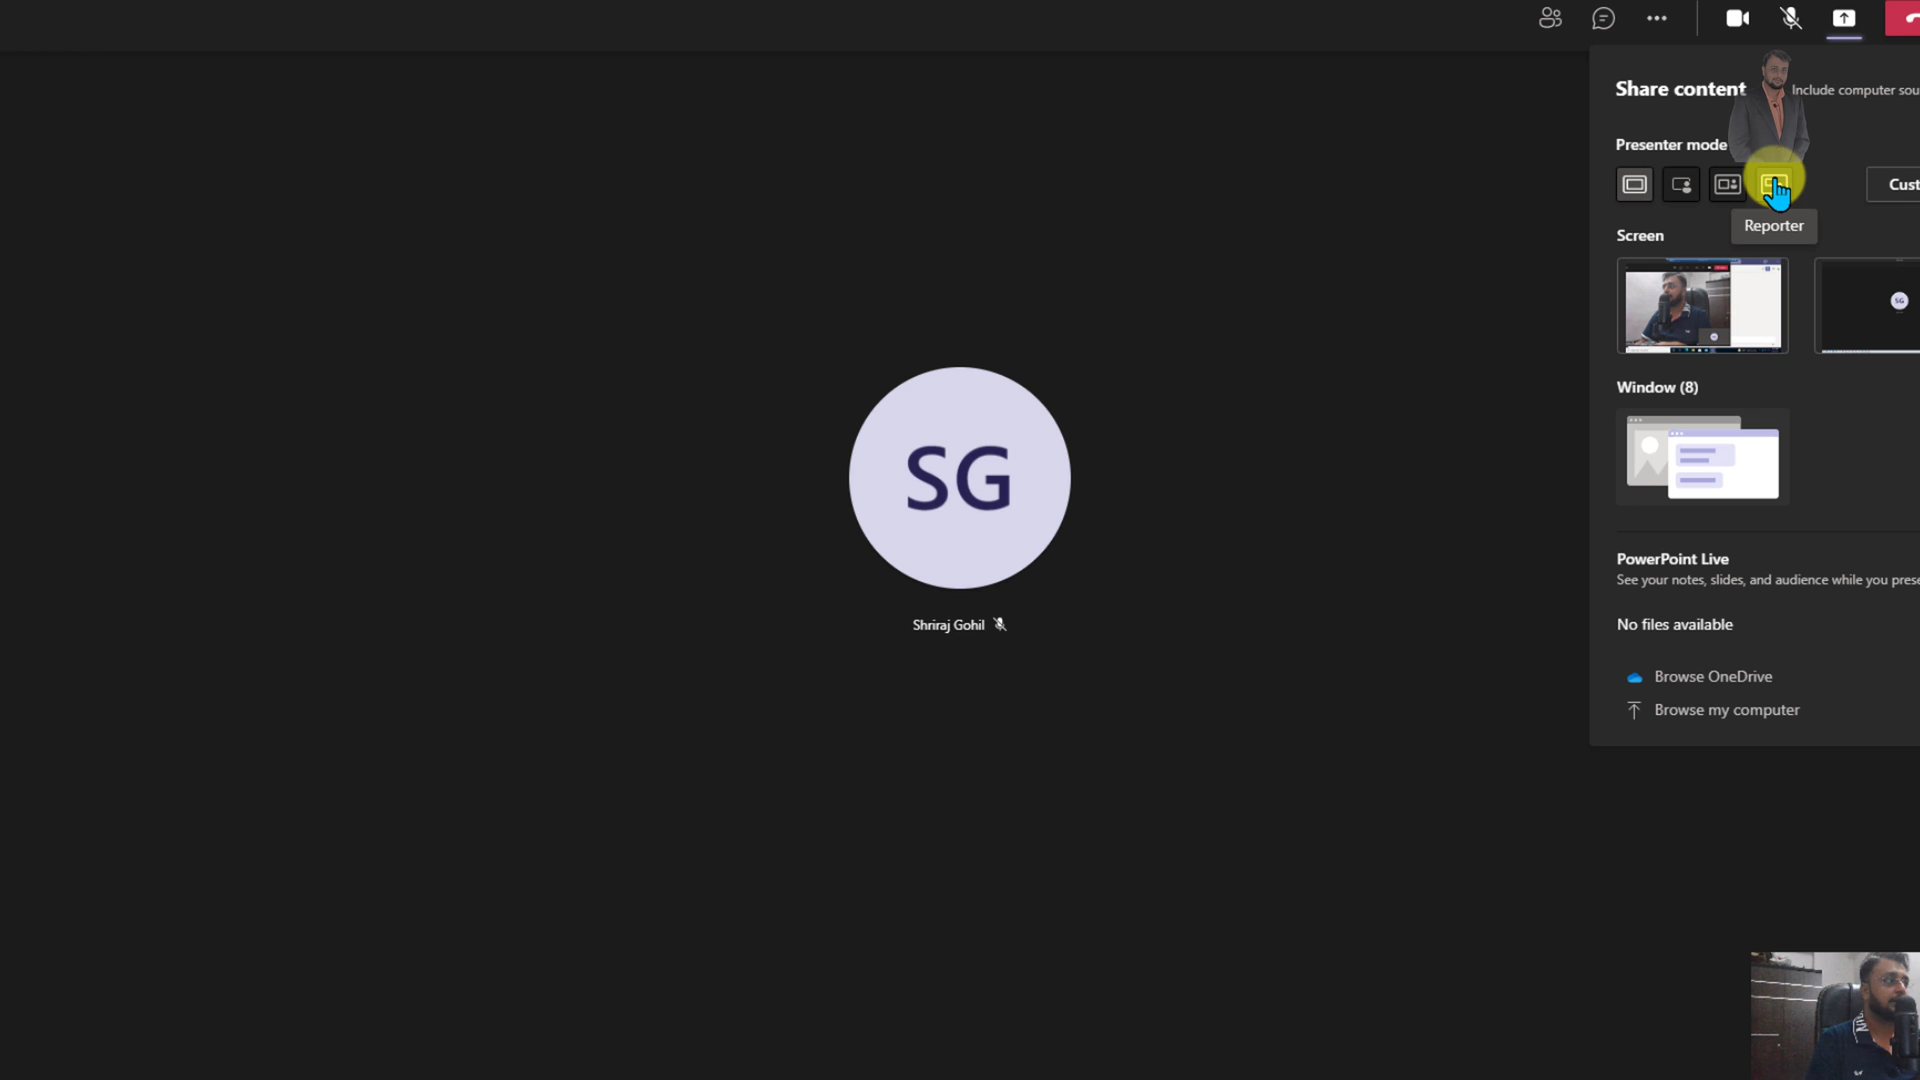 Share content
Include computer sou
Presenter mode
Cust
Reporter
Screen
SG
Window (8)
SG
Shriraj Gohil
PowerPoint Live
See your notes, slides, and audience while you prese
No files available
Browse OneDrive
Browse my computer